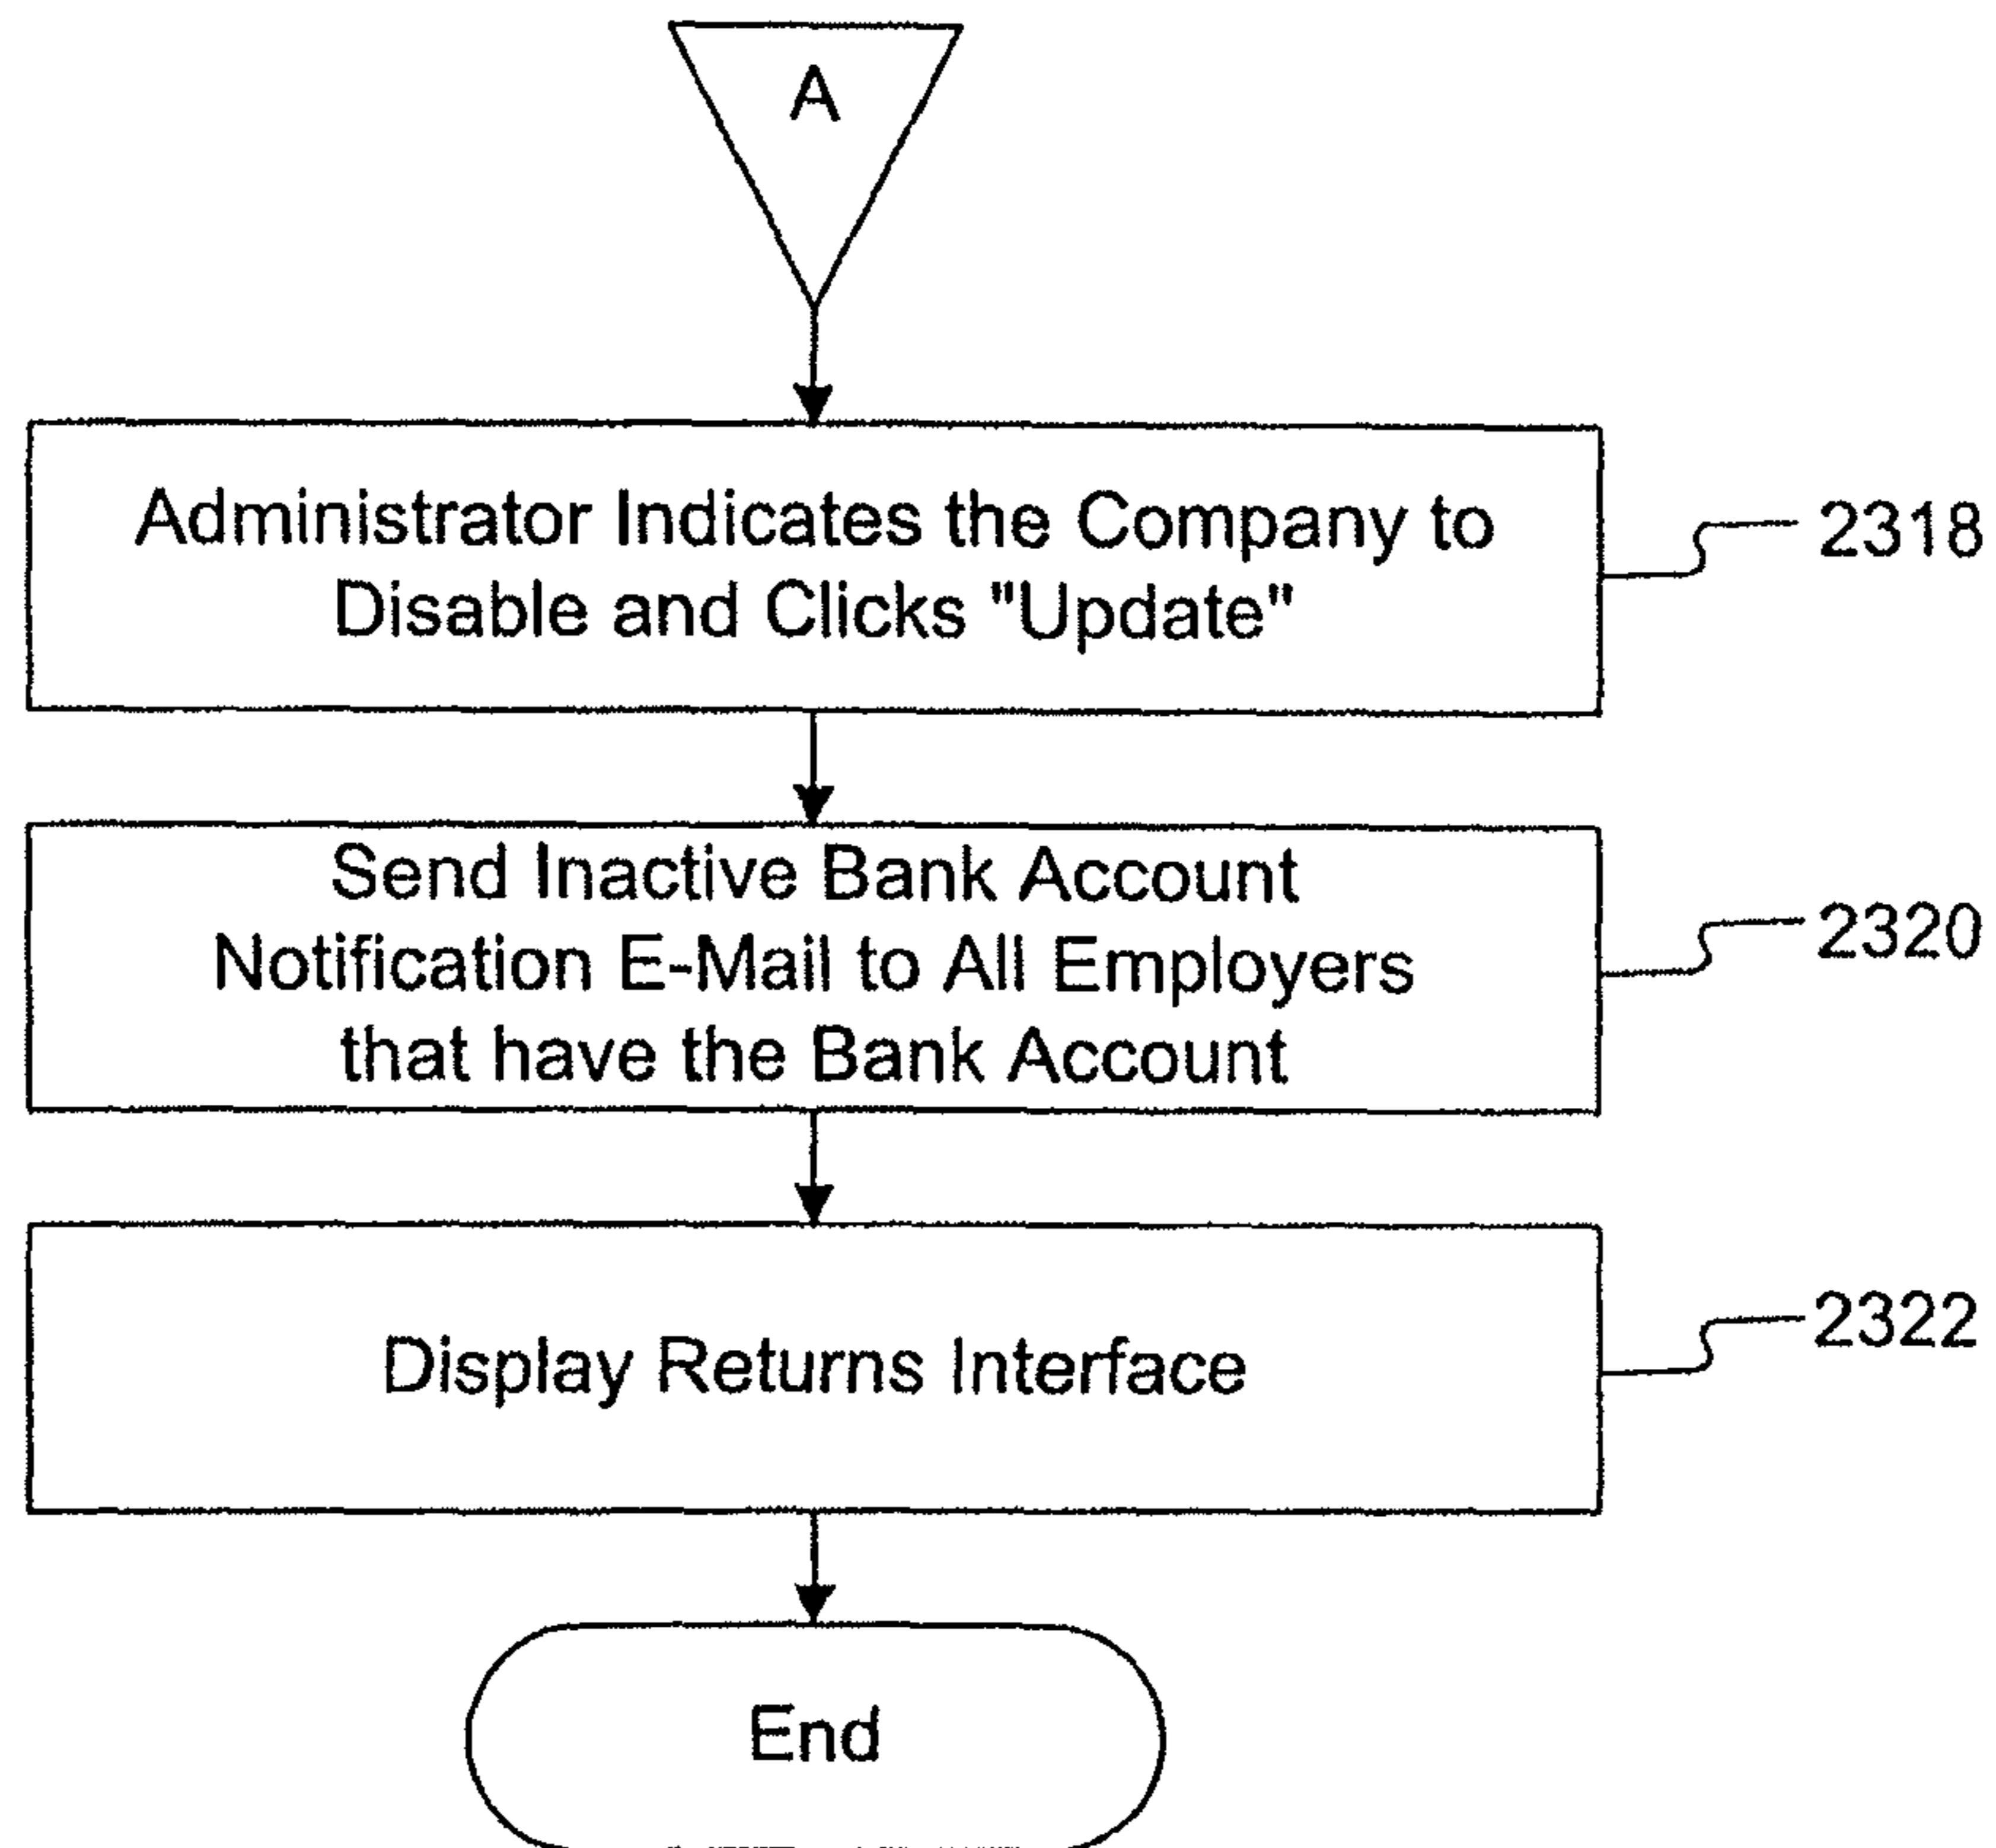 A
Administrator Indicates the Company to
Disable and Clicks "Update"
2318
Send Inactive Bank Account
Notification E-Mail to All Employers
that have the Bank Account
2320
Display Returns Interface
2322
End